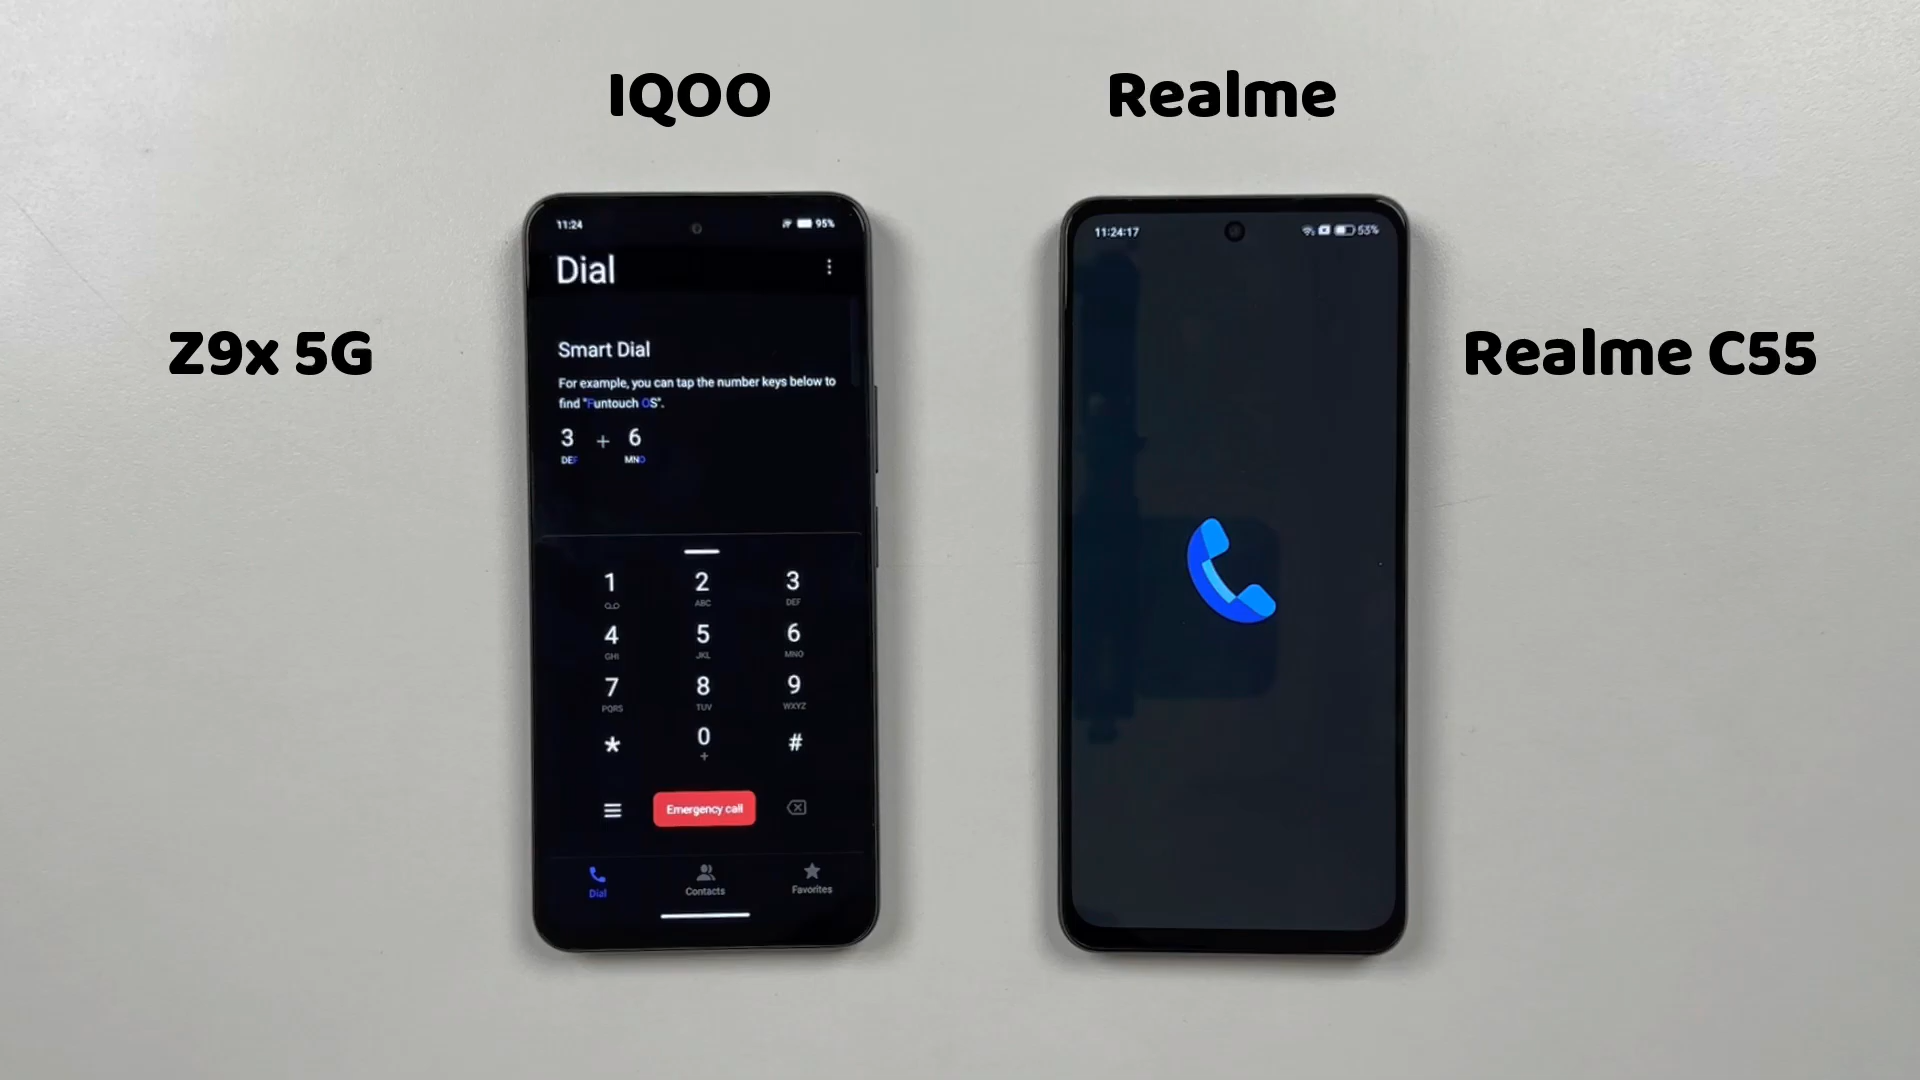 IQOO
Realme
Z9x 5G
Realme C55
11:24
95%
Dial
Smart Dial
For example, you can tap the number keys below to
find "Funtouch OS".
3 + 6
DEF MNO
1 2 3
ABC DEF
4 5 6
GHI JKL MNO
7 8 9
PQRS TUV WXYZ
* 0 #
+
Emergency call
Dial Contacts Favorites
11:24:17
53%